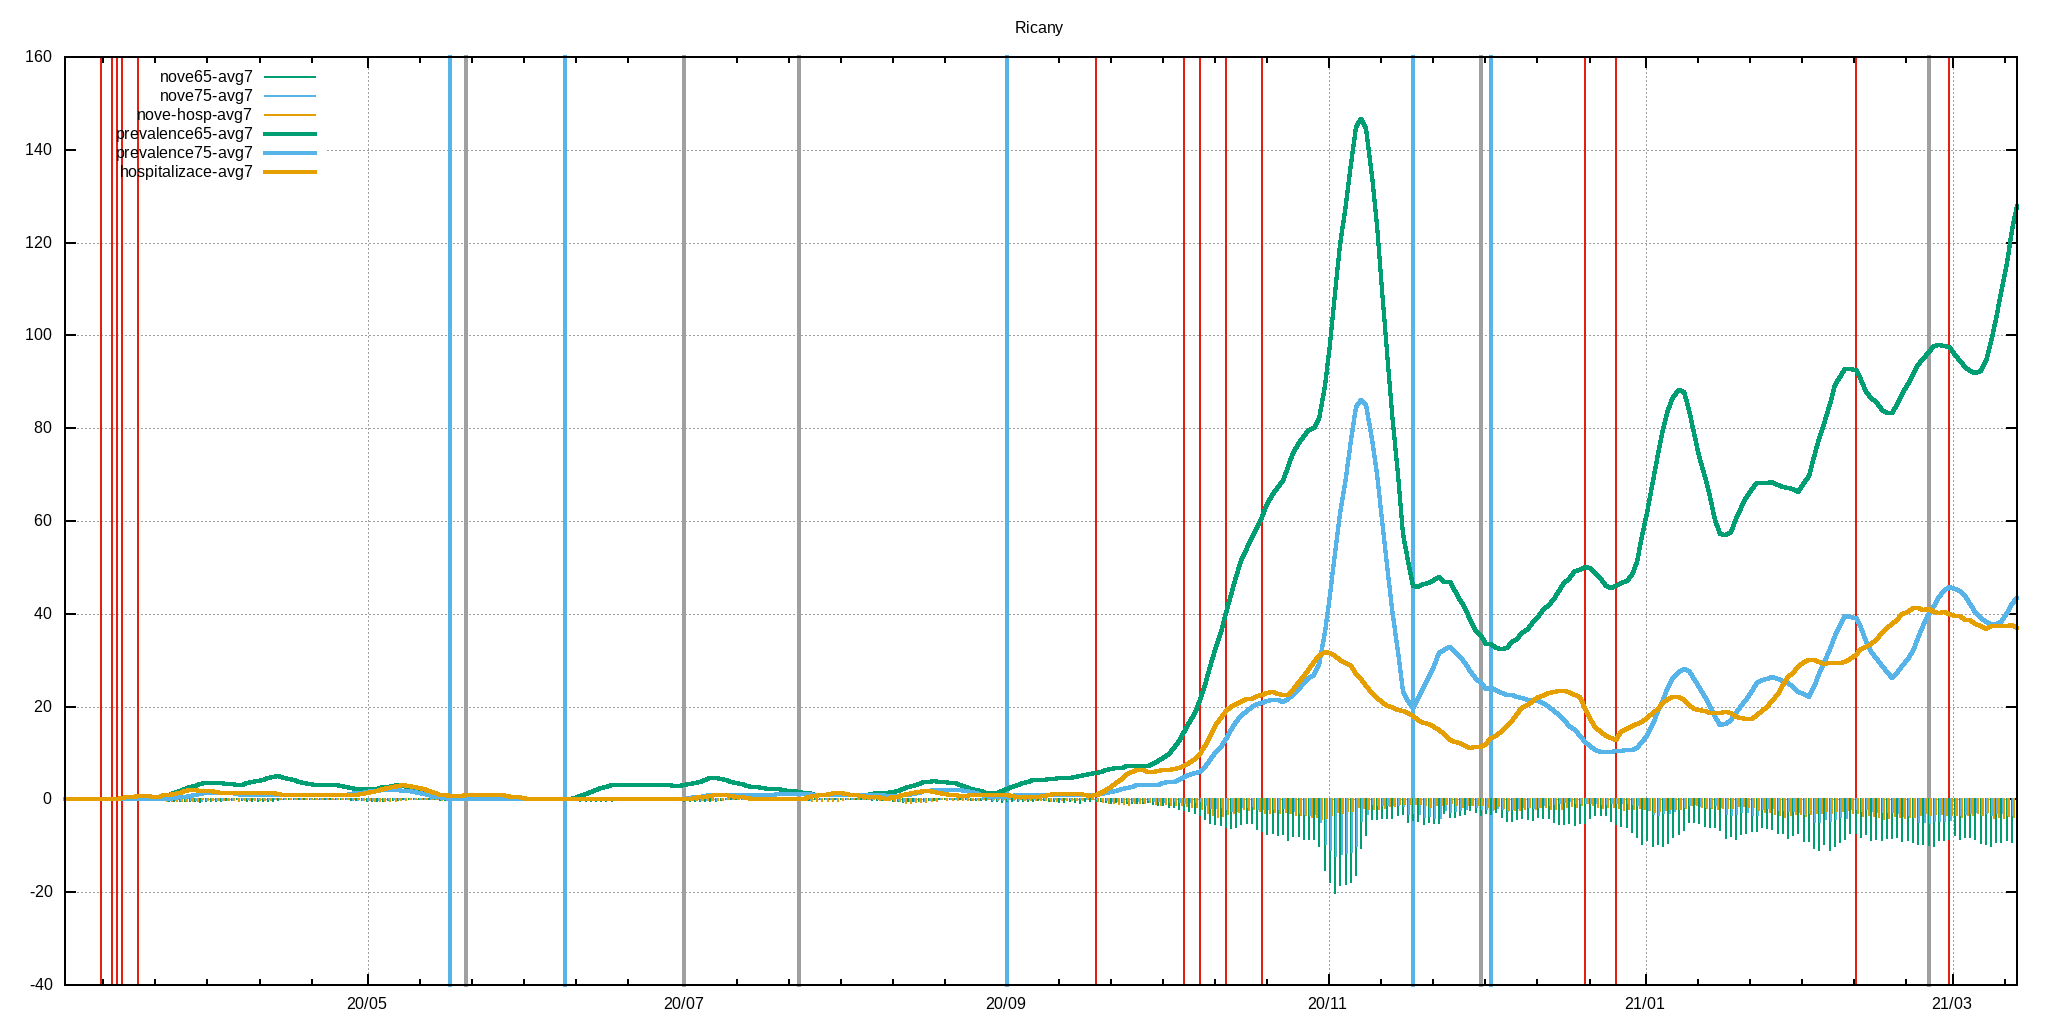 Ricany
160
nove65-avg7
nove75-avg7
nove-hosp-avg7
prevalence65-avg7
140
prevalence75-avg7
hospitalizace-avg7
120
100
80
60
40
20
0
-20
-40
20/05 20/07 20/09 20/11 21/01 21/03